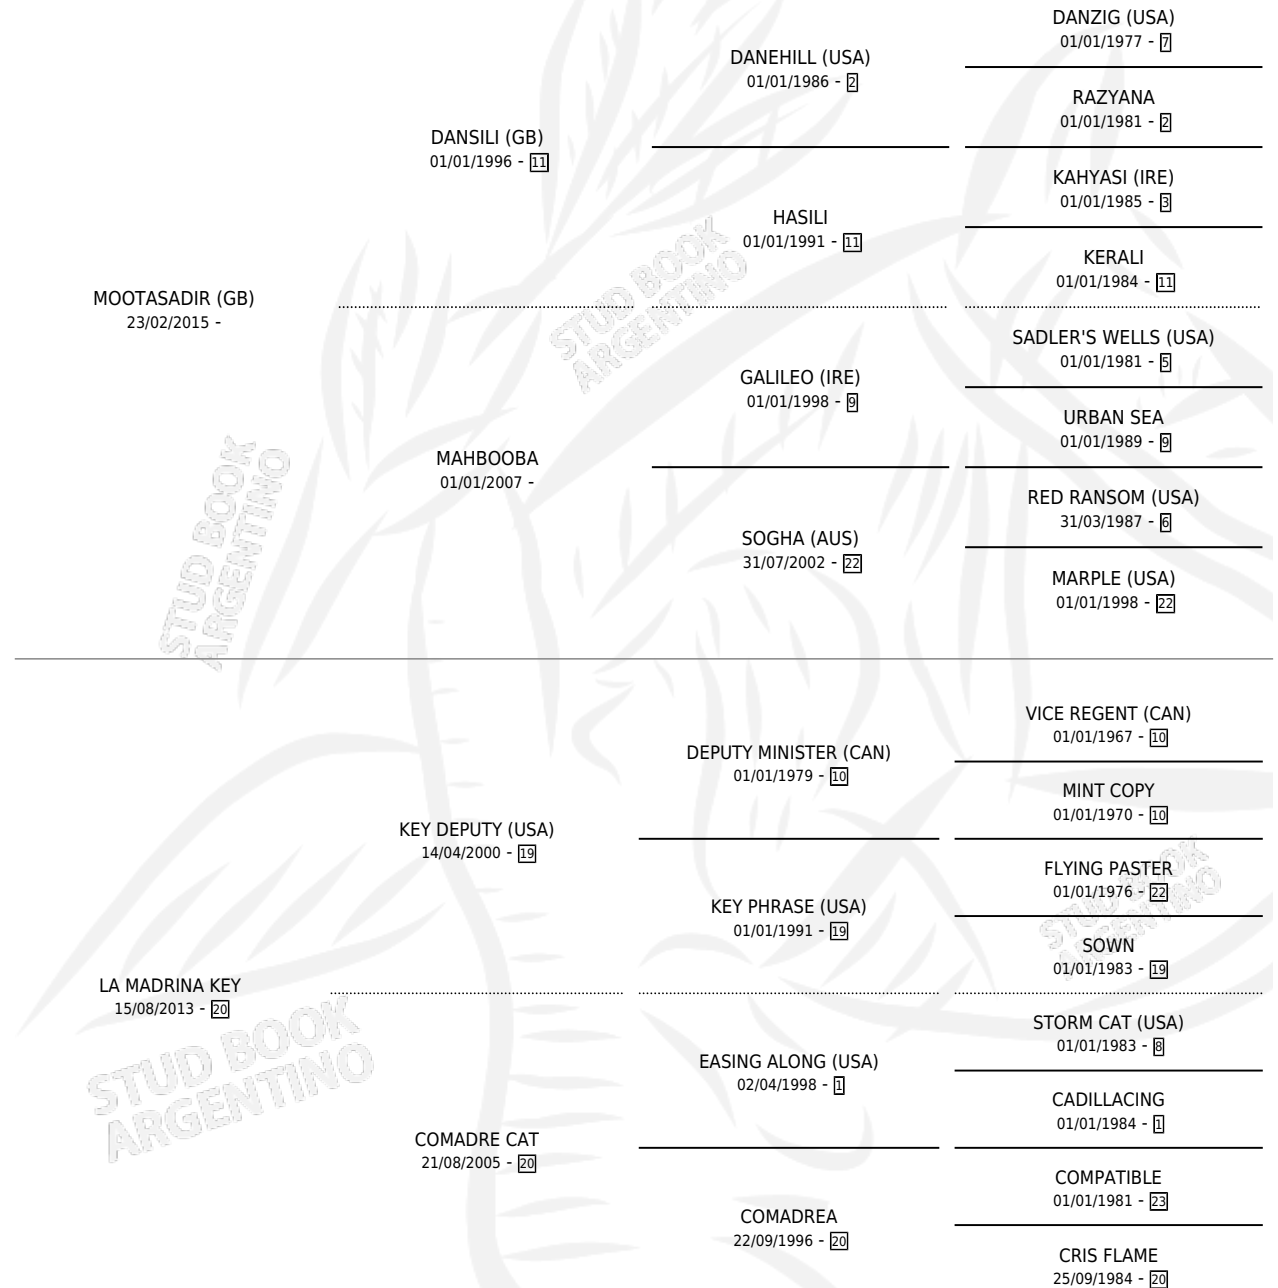 DANZIG (USA)
01/01/1977 - 7
DANEHILL (USA)
01/01/1986 - 2
RAZYANA
01/01/1981 - 2
DANSILI (GB)
01/01/1996 - 11
KAHYASI (IRE)
01/01/1985 - 3
HASILI
01/01/1991 - 11
KERALI
01/01/1984 - 11
MOOTASADIR (GB)
23/02/2015 -
SADLER'S WELLS (USA)
01/01/1981 - 5
GALILEO (IRE)
01/01/1998 - 9
URBAN SEA
01/01/1989 - 9
MAHBOOBA
01/01/2007 -
RED RANSOM (USA)
31/03/1987 - 6
SOGHA (AUS)
31/07/2002 - 22
MARPLE (USA)
01/01/1998 - 22
VICE REGENT (CAN)
01/01/1967 - 10
DEPUTY MINISTER (CAN)
01/01/1979 - 10
MINT COPY
01/01/1970 - 10
KEY DEPUTY (USA)
14/04/2000 - 19
FLYING PASTER
01/01/1976 - 22
KEY PHRASE (USA)
01/01/1991 - 19
SOWN
01/01/1983 - 19
LA MADRINA KEY
15/08/2013 - 20
STORM CAT (USA)
01/01/1983 - 8
EASING ALONG (USA)
02/04/1998 - 1
CADILLACING
01/01/1984 - 1
COMADRE CAT
21/08/2005 - 20
COMPATIBLE
01/01/1981 - 23
COMADREA
22/09/1996 - 20
CRIS FLAME
25/09/1984 - 20
STUD BOOK
ARGENTINO
STUD BOOK
ARGENTINO
STUD BOOK
ARGENTINO
STUD BOOK
ARGENTINO